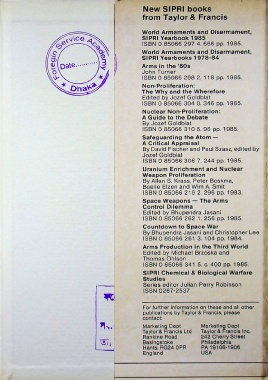 Foreign Service Academy
Date
Dhaka
New SIPRI books
from Taylor & Francis
World Armaments and Disarmament,
SIPRI Yearbook 1985
ISBN 0 85066 297 4. 666 pp. 1985.
World Armaments and Disarmament,
SIPRI Yearbooks 1978–84
Arms in the '80s
John Turner
ISBN 0 85066 298 2. 118 pp. 1985.
Non-Proliferation:
The Why and the Wherefore
Edited by Jozef Goldblat
ISBN 0 85066 304 0. 346 pp. 1985.
Nuclear Non-Proliferation:
A Guide to the Debate
By Jozef Goldblat
ISBN 0 85066 310 5. 96 pp. 1985.
Safeguarding the Atom —
A Critical Appraisal
By David Fischer and Paul Szasz, edited by
Jozef Goldblat
ISBN 0 85066 306 7. 244 pp. 1985.
Uranium Enrichment and Nuclear
Weapon Proliferation
By Allan S. Krass, Peter Boskma,
Boelie Elzen and Wim A. Smit
ISBN 0 85066 219 2. 296 pp. 1983.
Space Weapons — The Arms
Control Dilemma
Edited by Bhupendra Jasani
ISBN 0 85066 262 1. 256 pp. 1985.
Countdown to Space War
By Bhupendra Jasani and Christopher Lee
ISBN 0 85066 261 3. 104 pp. 1984.
Arms Production in the Third World
Edited by Michael Brzoska and
Thomas Ohlson
ISBN 0 85066 341 5. c 400 pp. 1985.
SIPRI Chemical & Biological Warfare
Studies
Series editor Julian Perry Robinson
ISSN 0267-2537
For further information on these and all other
publications by Taylor & Francis, please
contact:
Marketing Dept
Taylor & Francis Ltd
Rankine Road
Basingstoke
Hants, RG24 0PR
England
Marketing Dept
Taylor & Francis Inc.
242 Cherry Street
Philadelphia
PA 19106-1906
USA